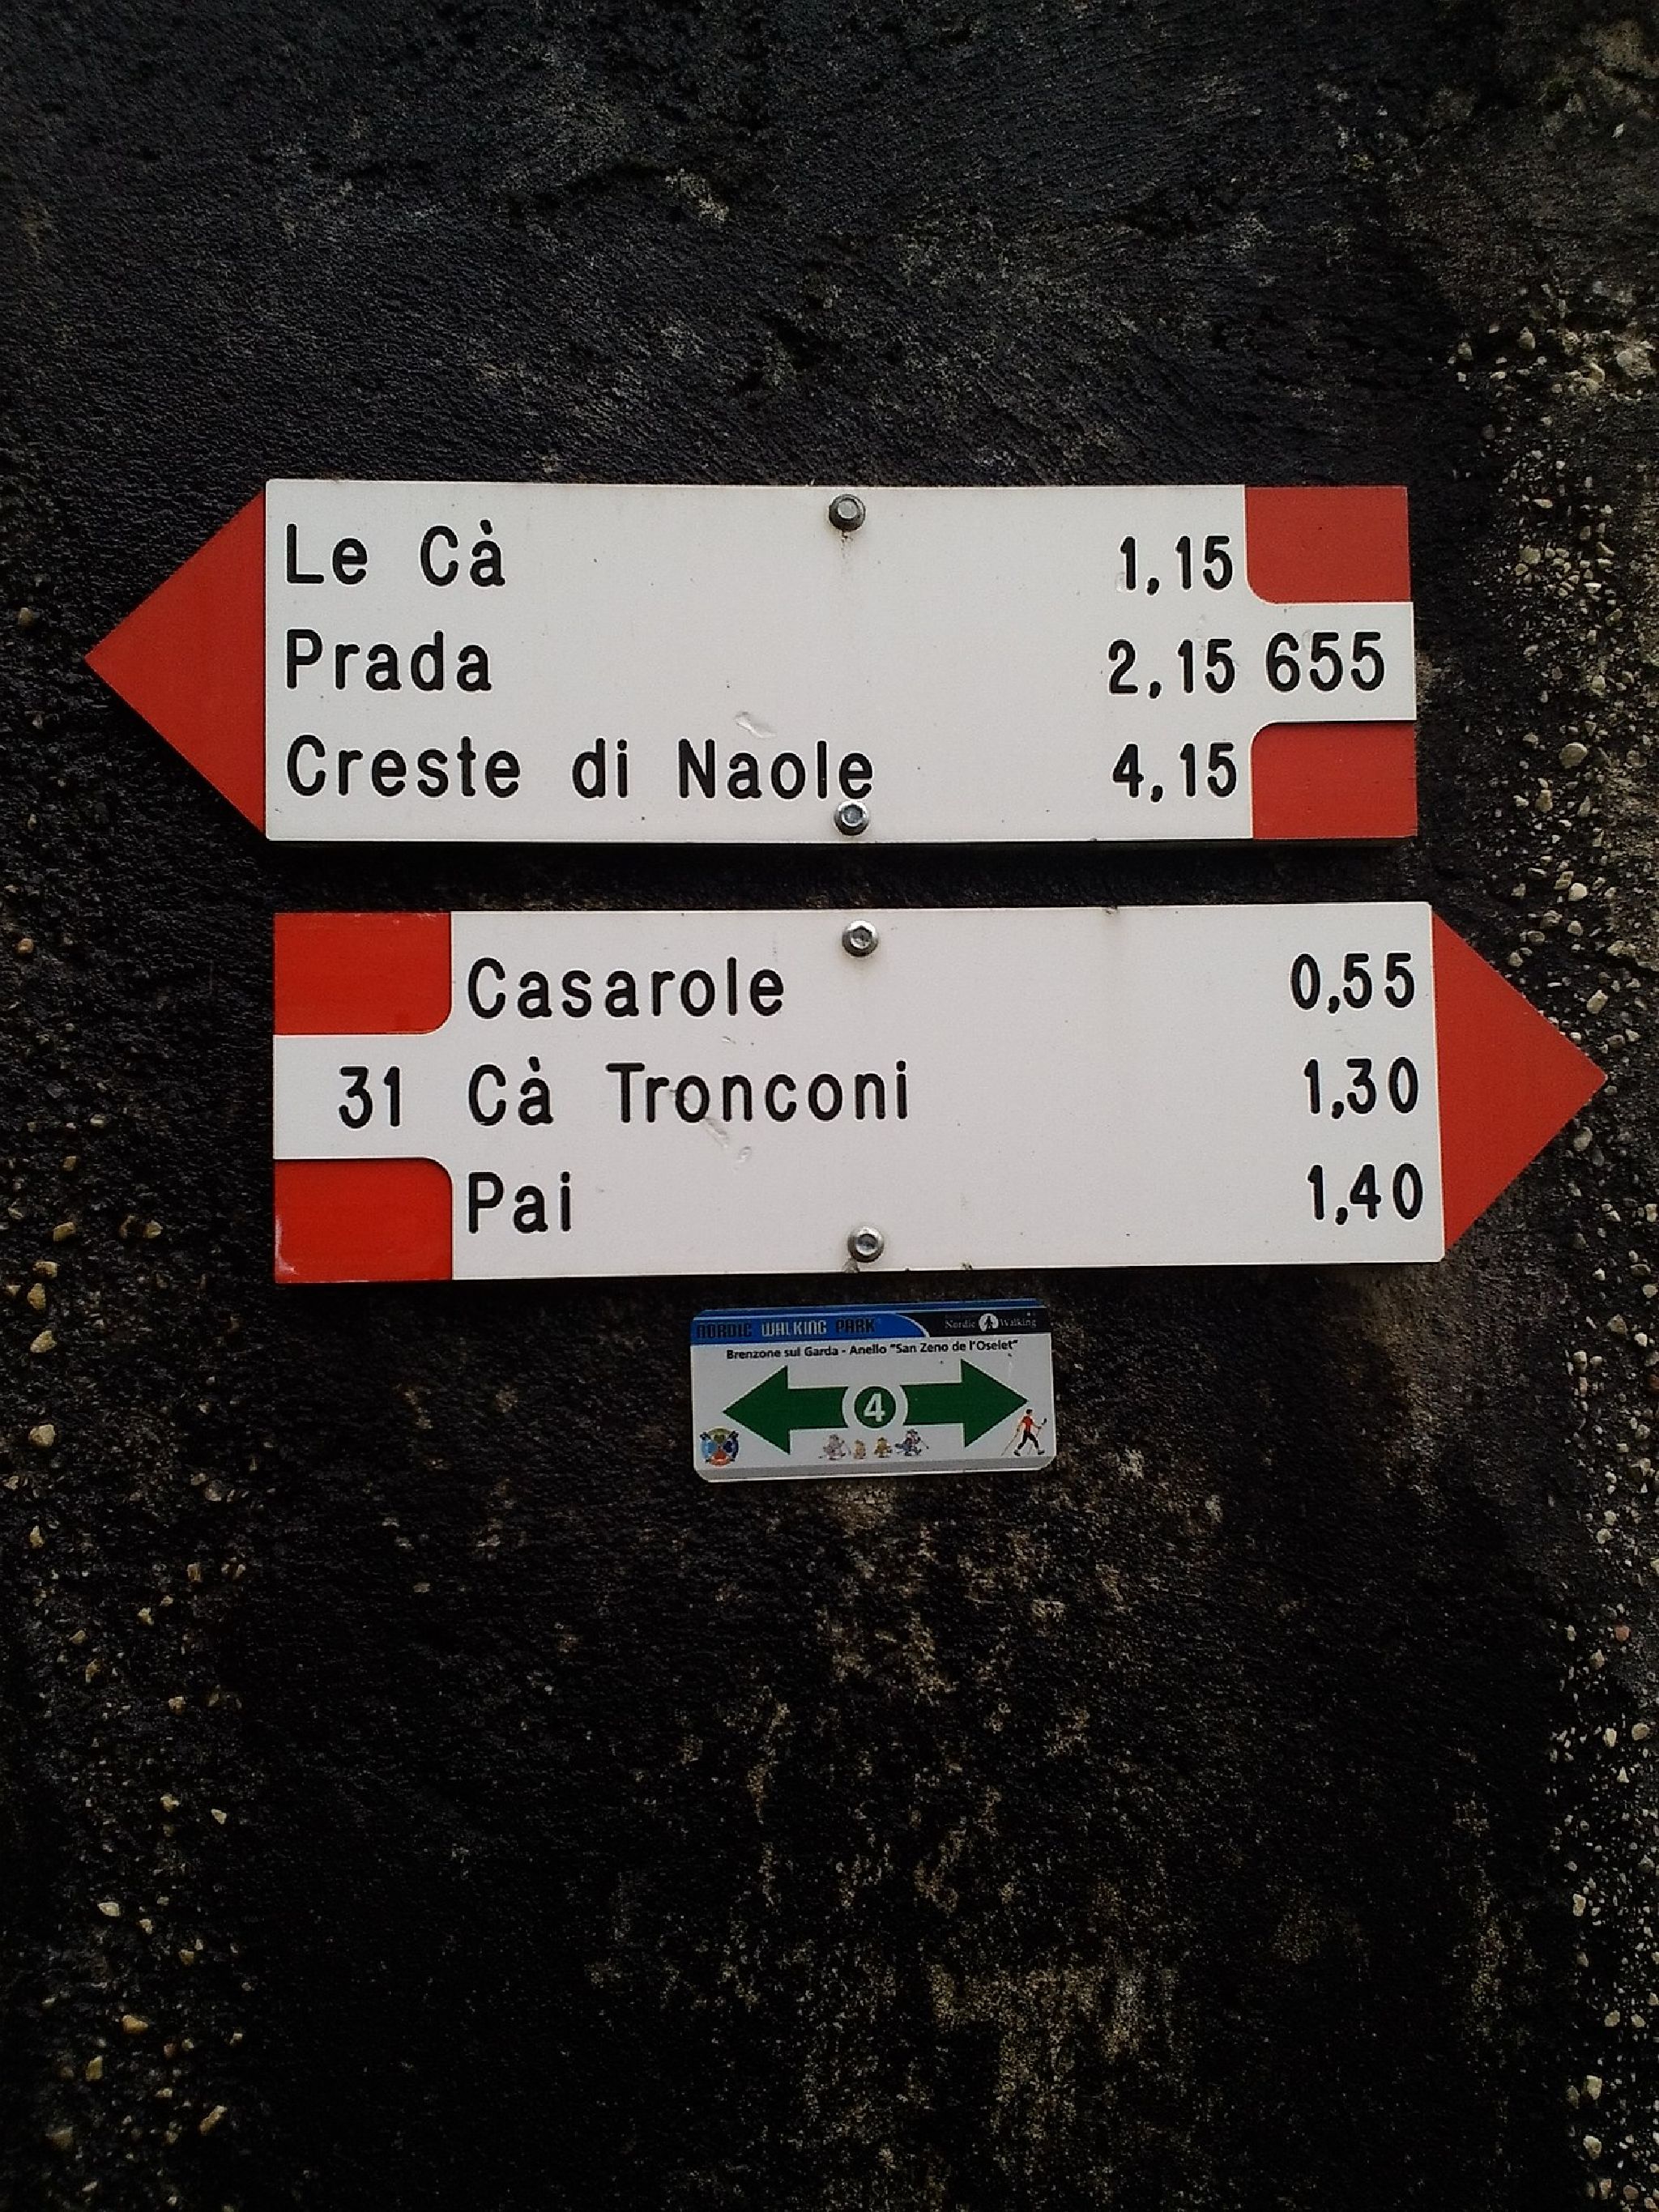 Le Cà 1,15
Prada 2,15 655
Creste di Naole 4,15
Casarole 0,55
31 Cà Tronconi 1,30
Pai 1,40
NORDIC WALKING PARK Nordic Walking
Brenzone sul Garda - Anello "San Zeno de l'Oselet"
4